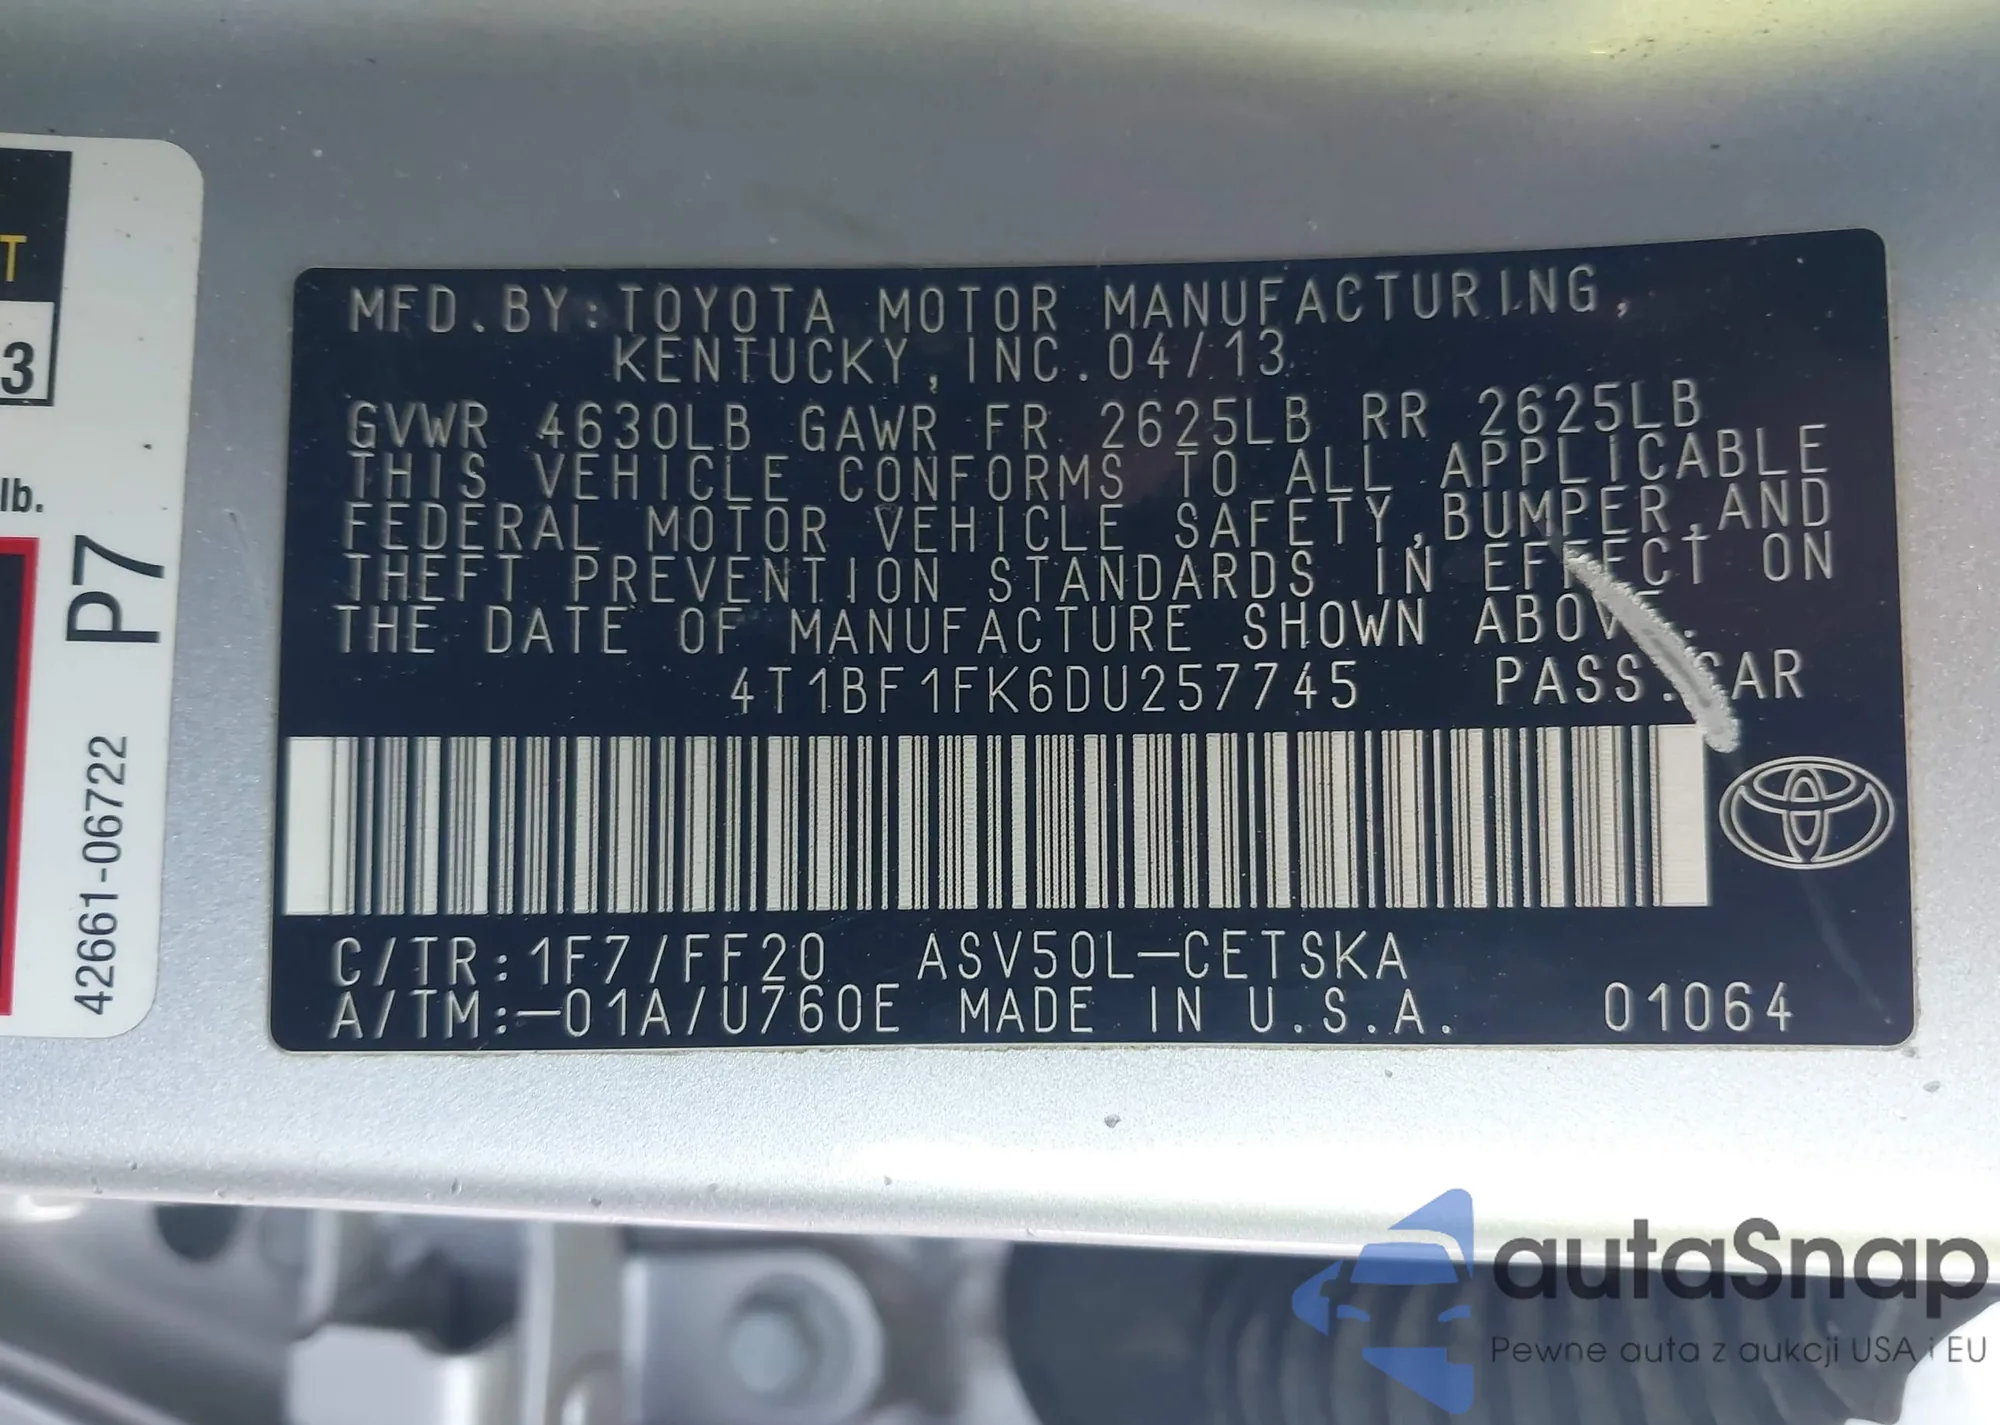 T
3
lb.
P7
42661-06722
MFD. BY: TOYOTA MOTOR MANUFACTURING,
KENTUCKY, INC. 04/13
GVWR 4630LB GAWR FR 2625LB RR 2625LB
THIS VEHICLE CONFORMS TO ALL APPLICABLE
FEDERAL MOTOR VEHICLE SAFETY, BUMPER, AND
THEFT PREVENTION STANDARDS IN EFFECT ON
THE DATE OF MANUFACTURE SHOWN ABOVE.
4T1BF1FK6DU257745 PASS.CAR
C/TR: 1F7/FF20 ASV50L-CETSKA
A/TM:-01A/U760E MADE IN U.S.A. 01064
autaSnap
Pewne auta z aukcji USA i EU